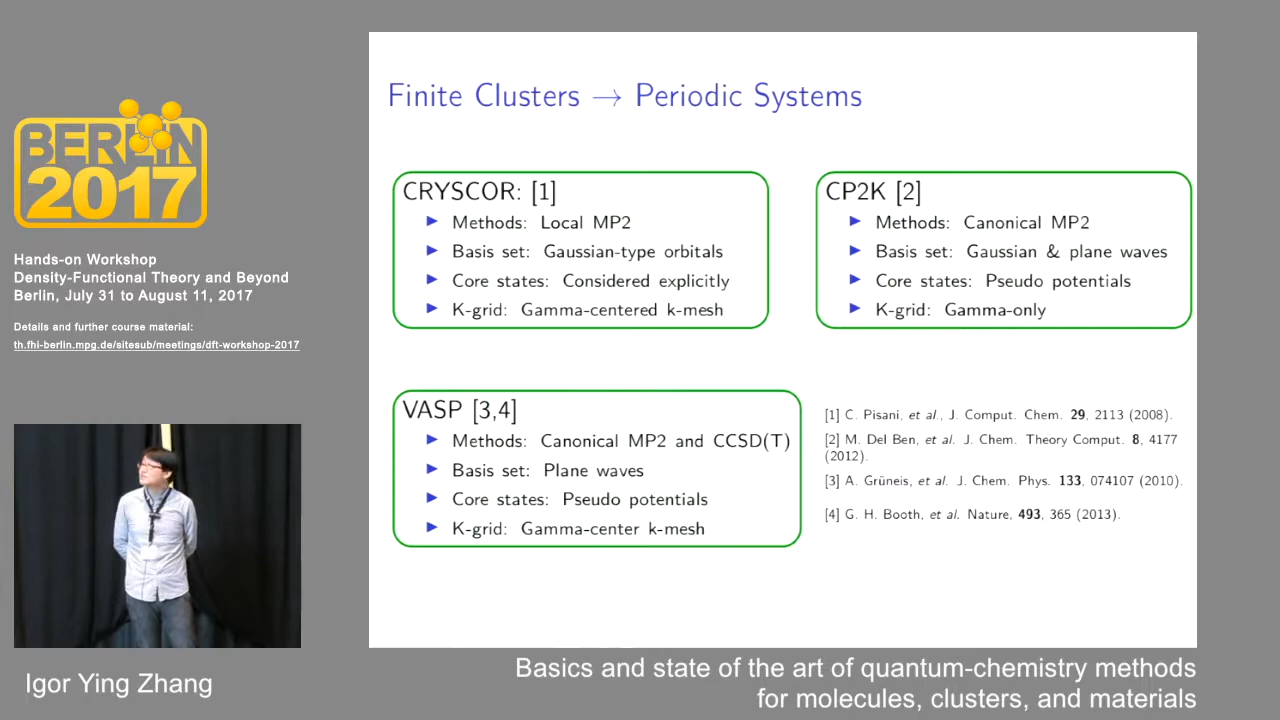 BERLIN
2017
Hands-on Workshop
Density-Functional Theory and Beyond
Berlin, July 31 to August 11, 2017
Details and further course material:
th.fhi-berlin.mpg.de/sitesub/meetings/dft-workshop-2017
Finite Clusters → Periodic Systems
CRYSCOR: [1]
Methods: Local MP2
Basis set: Gaussian-type orbitals
Core states: Considered explicitly
K-grid: Gamma-centered k-mesh
CP2K [2]
Methods: Canonical MP2
Basis set: Gaussian & plane waves
Core states: Pseudo potentials
K-grid: Gamma-only
VASP [3,4]
Methods: Canonical MP2 and CCSD(T)
Basis set: Plane waves
Core states: Pseudo potentials
K-grid: Gamma-center k-mesh
[1] C. Pisani, et al., J. Comput. Chem. 29, 2113 (2008).
[2] M. Del Ben, et al. J. Chem. Theory Comput. 8, 4177
(2012).
[3] A. Grüneis, et al. J. Chem. Phys. 133, 074107 (2010).
[4] G. H. Booth, et al. Nature, 493, 365 (2013).
Igor Ying Zhang
Basics and state of the art of quantum-chemistry methods
for molecules, clusters, and materials